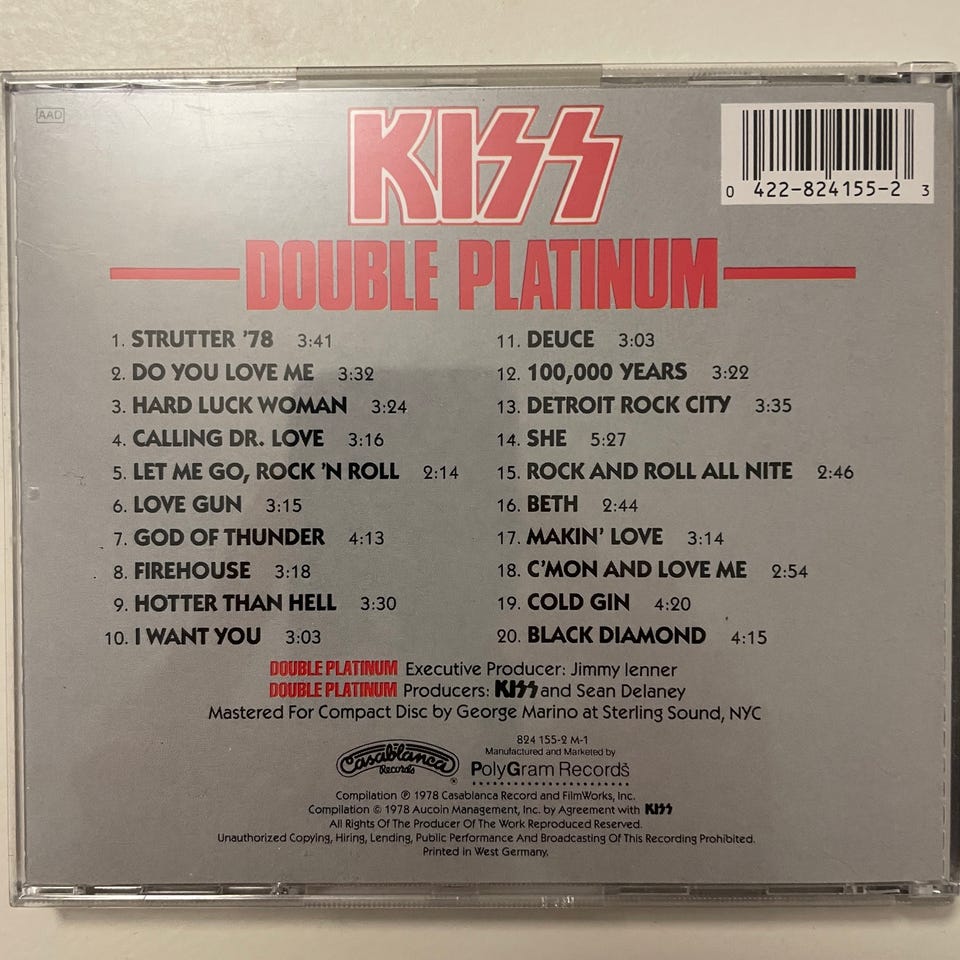 AAD
KISS
0 422-824155-2 3
DOUBLE PLATINUM
1. STRUTTER '78 3:41
2. DO YOU LOVE ME 3:32
3. HARD LUCK WOMAN 3:24
4. CALLING DR. LOVE 3:16
5. LET ME GO, ROCK 'N ROLL 2:14
6. LOVE GUN 3:15
7. GOD OF THUNDER 4:13
8. FIREHOUSE 3:18
9. HOTTER THAN HELL 3:30
10. I WANT YOU 3:03
11. DEUCE 3:03
12. 100,000 YEARS 3:22
13. DETROIT ROCK CITY 3:35
14. SHE 5:27
15. ROCK AND ROLL ALL NITE 2:46
16. BETH 2:44
17. MAKIN' LOVE 3:14
18. C'MON AND LOVE ME 2:54
19. COLD GIN 4:20
20. BLACK DIAMOND 4:15
DOUBLE PLATINUM Executive Producer: Jimmy Ienner
DOUBLE PLATINUM Producers: KISS and Sean Delaney
Mastered For Compact Disc by George Marino at Sterling Sound, NYC
Casablanca
Records
®
824 155-2 M-1
Manufactured and Marketed by
PolyGram Records
Compilation ℗ 1978 Casablanca Record and FilmWorks, Inc.
Compilation © 1978 Aucoin Management, Inc. by Agreement with KISS
All Rights Of The Producer Of The Work Reproduced Reserved.
Unauthorized Copying, Hiring, Lending, Public Performance And Broadcasting Of This Recording Prohibited.
Printed in West Germany.